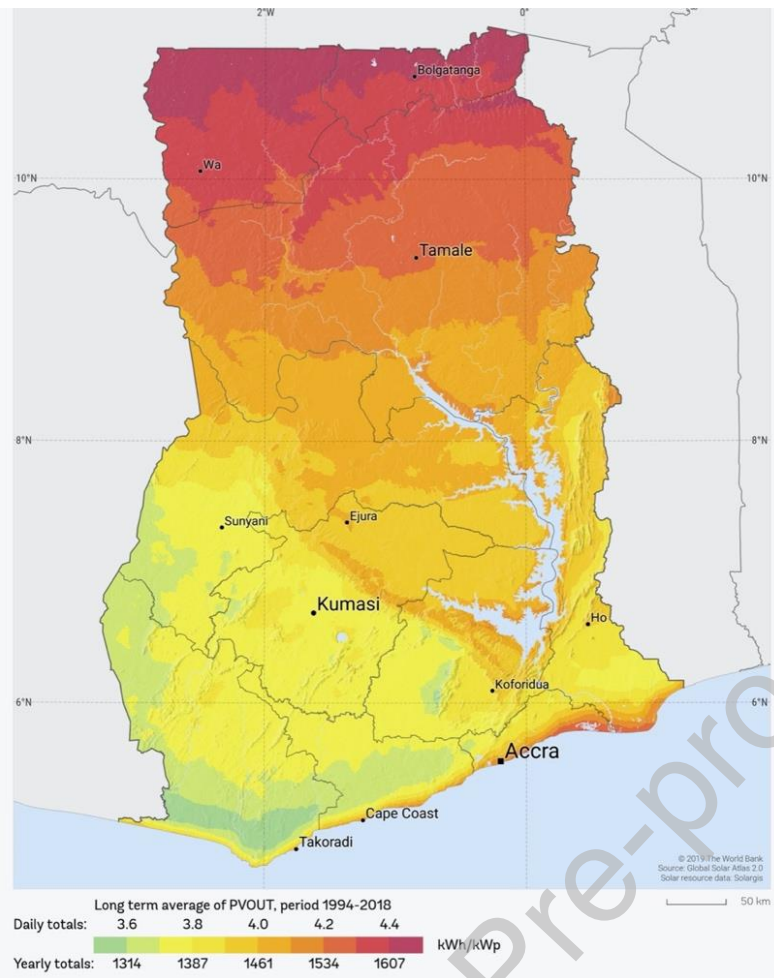 2°W 0°
Bolgatanga
Wa
10°N 10°N
Tamale
8°N 8°N
Sunyani Ejura
Kumasi
Ho
Koforidua
6°N 6°N
Accra
Cape Coast
Takoradi
Pre-pro
© 2019 The World Bank
Source: Global Solar Atlas 2.0
Solar resource data: Solargis
50 km
Long term average of PVOUT, period 1994-2018
Daily totals: 3.6 3.8 4.0 4.2 4.4
kWh/kWp
Yearly totals: 1314 1387 1461 1534 1607